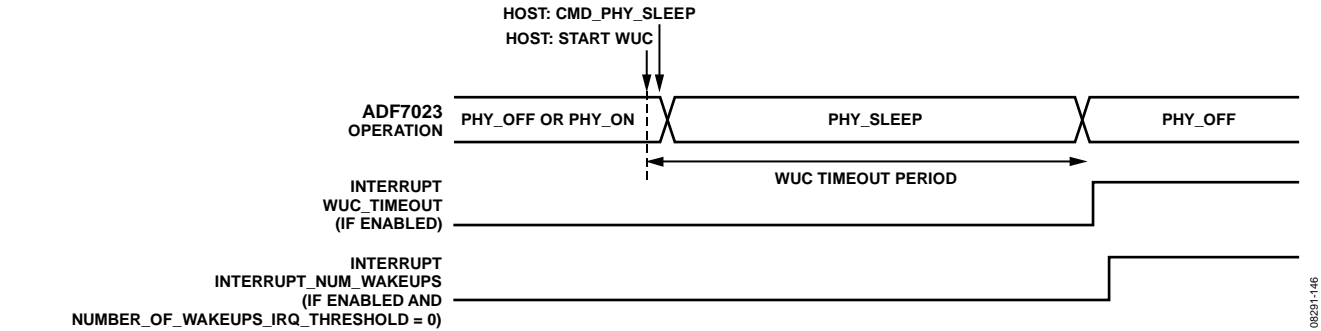 HOST: CMD_PHY_SLEEP
HOST: START WUC
ADF7023
OPERATION
PHY_OFF OR PHY_ON
PHY_SLEEP
PHY_OFF
WUC TIMEOUT PERIOD
INTERRUPT
WUC_TIMEOUT
(IF ENABLED)
INTERRUPT
INTERRUPT_NUM_WAKEUPS
(IF ENABLED AND
NUMBER_OF_WAKEUPS_IRQ_THRESHOLD = 0)
08291-146